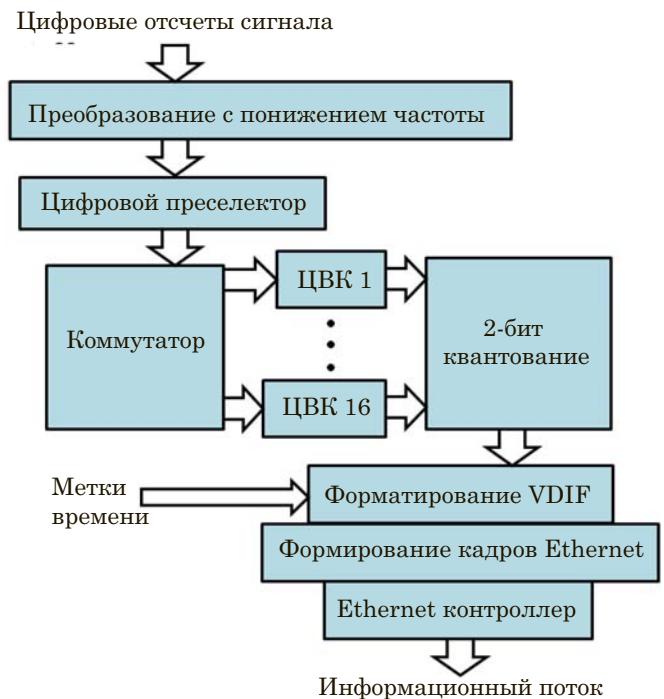 Цифровые отсчеты сигнала
Преобразование с понижением частоты
Цифровой преселектор
Коммутатор
ЦВК 1
ЦВК 16
2-бит
квантование
Метки
времени
Форматирование VDIF
Формирование кадров Ethernet
Ethernet контроллер
Информационный поток